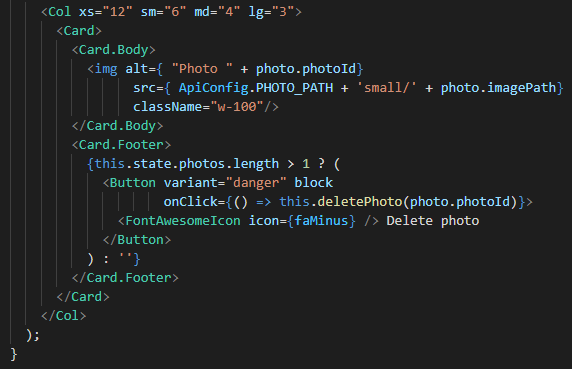 <Col xs="12" sm="6" md="4" lg="3">
<Card>
<Card.Body>
<img alt={ "Photo " + photo.photoId}
src={ ApiConfig.PHOTO_PATH + 'small/' + photo.imagePath}
className="w-100"/>
</Card.Body>
<Card.Footer>
{this.state.photos.length > 1 ? (
<Button variant="danger" block
onClick={() => this.deletePhoto(photo.photoId)}>
<FontAwesomeIcon icon={faMinus} /> Delete photo
</Button>
) : ''}
</Card.Footer>
</Card>
</Col>
);
}